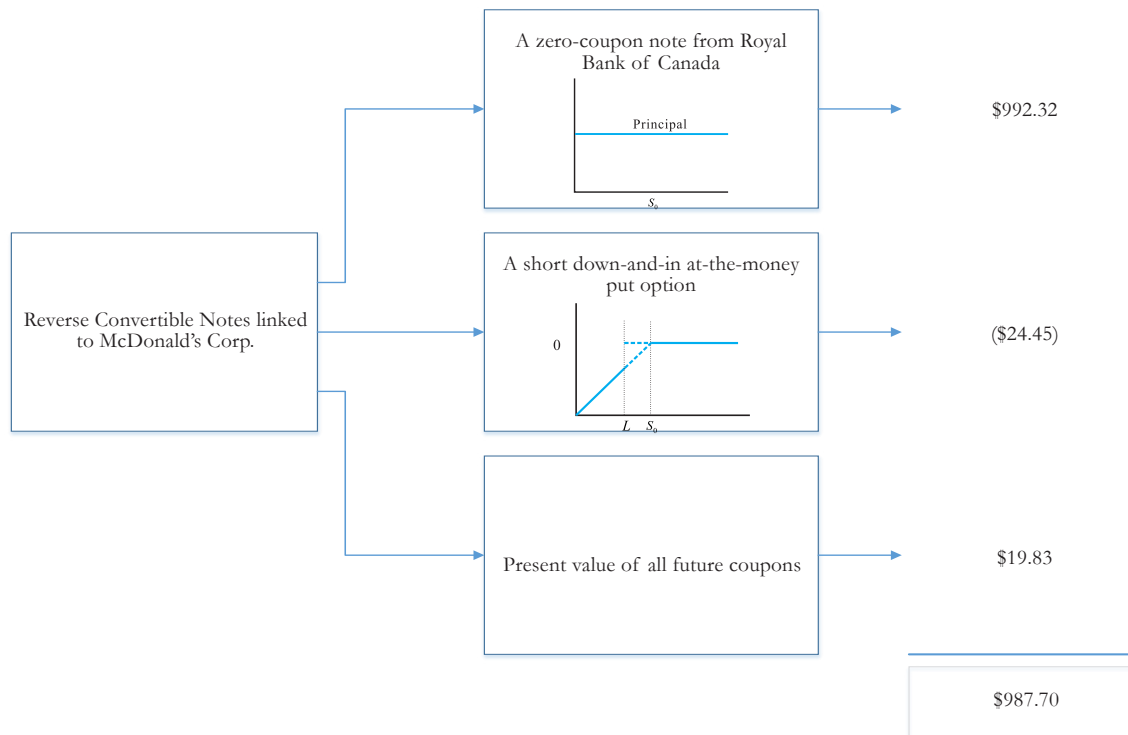 A zero-coupon note from Royal
Bank of Canada
Principal
S₀
$992.32
Reverse Convertible Notes linked
to McDonald's Corp.
A short down-and-in at-the-money
put option
0
L S₀
($24.45)
Present value of all future coupons
$19.83
$987.70